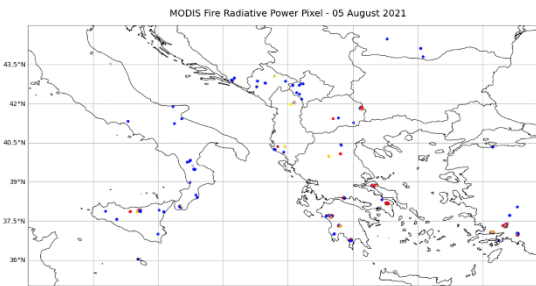 MODIS Fire Radiative Power Pixel - 05 August 2021
43.5°N
42°N
40.5°N
39°N
37.5°N
36°N